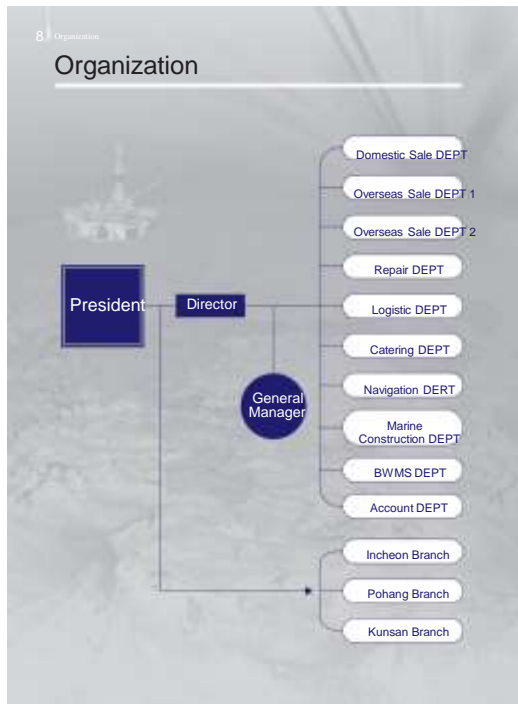 8 Organization
Organization
Domestic Sale DEPT
Overseas Sale DEPT 1
Overseas Sale DEPT 2
Repair DEPT
President
Director
Logistic DEPT
Catering DEPT
General
Manager
Navigation DERT
Marine
Construction DEPT
BWMS DEPT
Account DEPT
Incheon Branch
Pohang Branch
Kunsan Branch